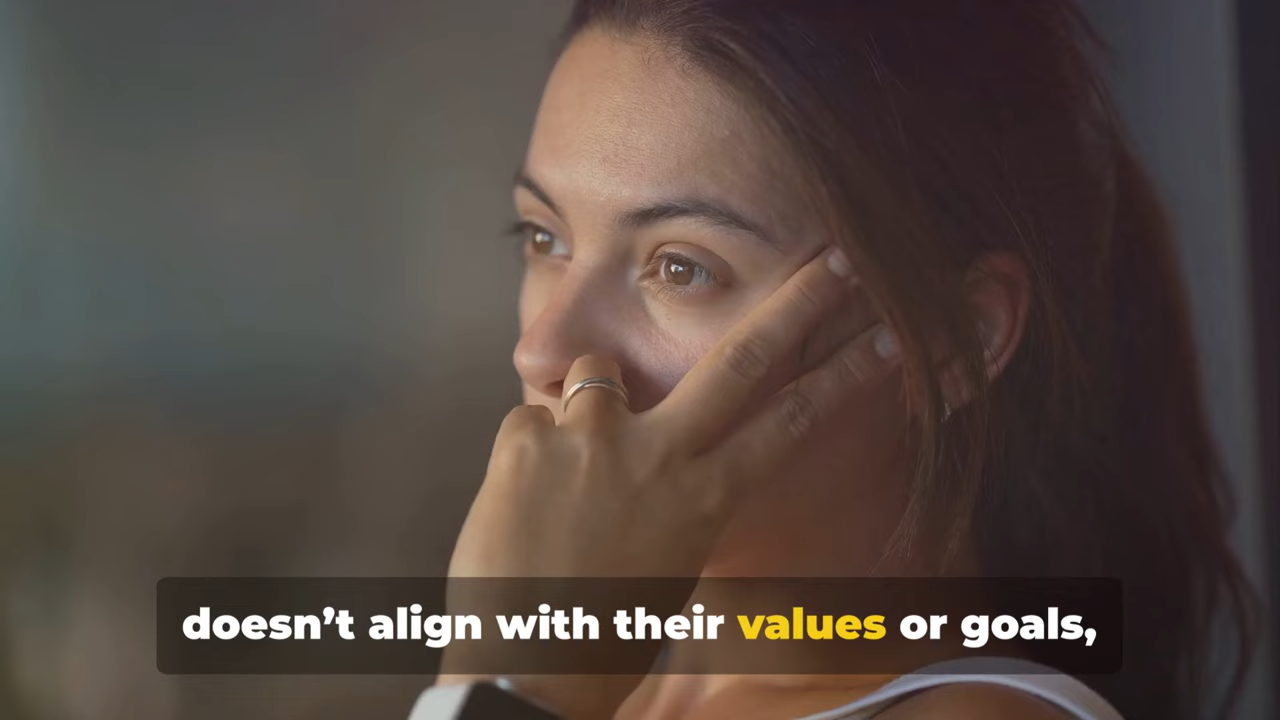 doesn’t align with their values or goals,